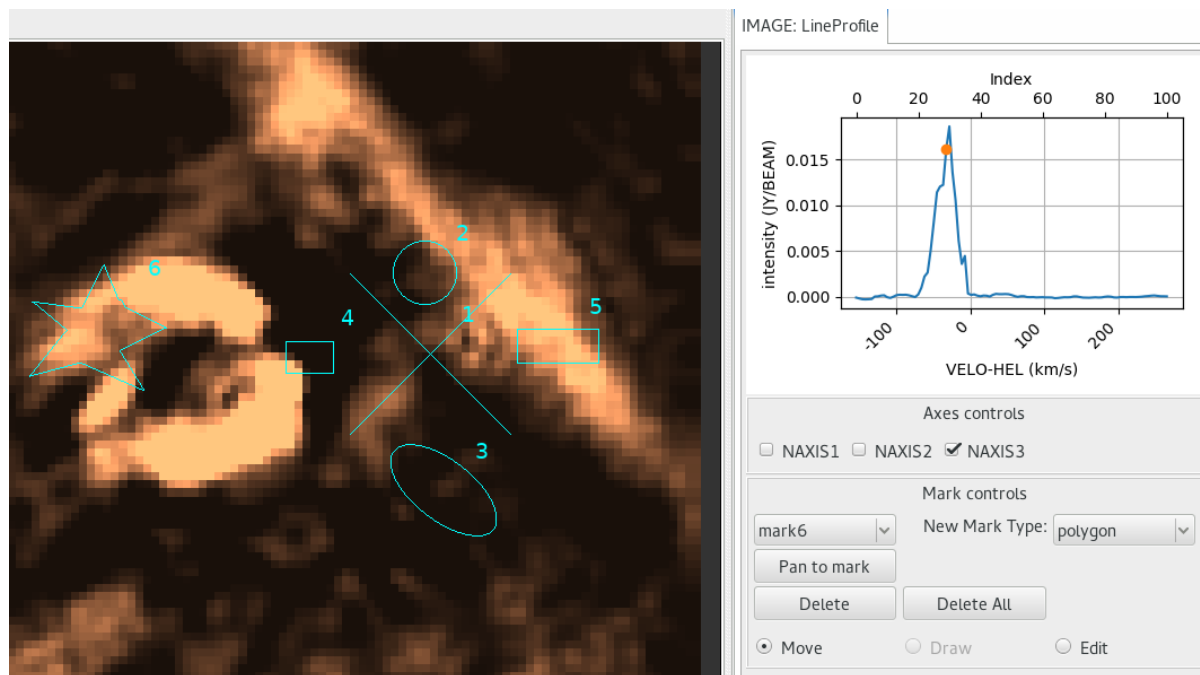 IMAGE: LineProfile
Index
0 20 40 60 80 100
0.015
0.010
0.005
0.000
intensity (JY/BEAM)
-100 0 100 200
VELO-HEL (km/s)
6
2
4
1
5
3
Axes controls
NAXIS1 NAXIS2 NAXIS3
Mark controls
mark6 New Mark Type: polygon
Pan to mark
Delete Delete All
Move Draw Edit